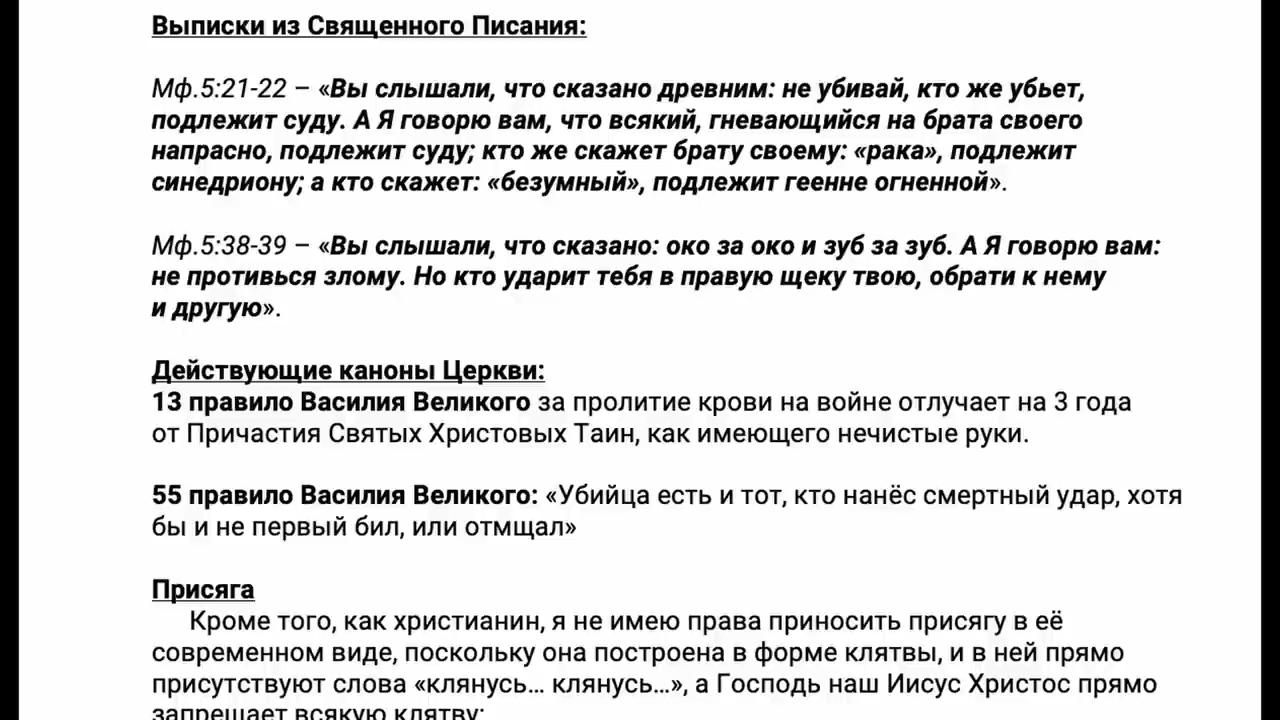 Выписки из Священного Писания:
Мф.5:21-22 – «Вы слышали, что сказано древним: не убивай, кто же убьет,
подлежит суду. А Я говорю вам, что всякий, гневающийся на брата своего
напрасно, подлежит суду; кто же скажет брату своему: «рака», подлежит
синедриону; а кто скажет: «безумный», подлежит геенне огненной».
Мф.5:38-39 – «Вы слышали, что сказано: око за око и зуб за зуб. А Я говорю вам:
не противься злому. Но кто ударит тебя в правую щеку твою, обрати к нему
и другую».
Действующие каноны Церкви:
13 правило Василия Великого за пролитие крови на войне отлучает на 3 года
от Причастия Святых Христовых Таин, как имеющего нечистые руки.
55 правило Василия Великого: «Убийца есть и тот, кто нанёс смертный удар, хотя
бы и не первый бил, или отмщал»
Присяга
Кроме того, как христианин, я не имею права приносить присягу в её
современном виде, поскольку она построена в форме клятвы, и в ней прямо
присутствуют слова «клянусь... клянусь...», а Господь наш Иисус Христос прямо
запрещает всякую клятву: